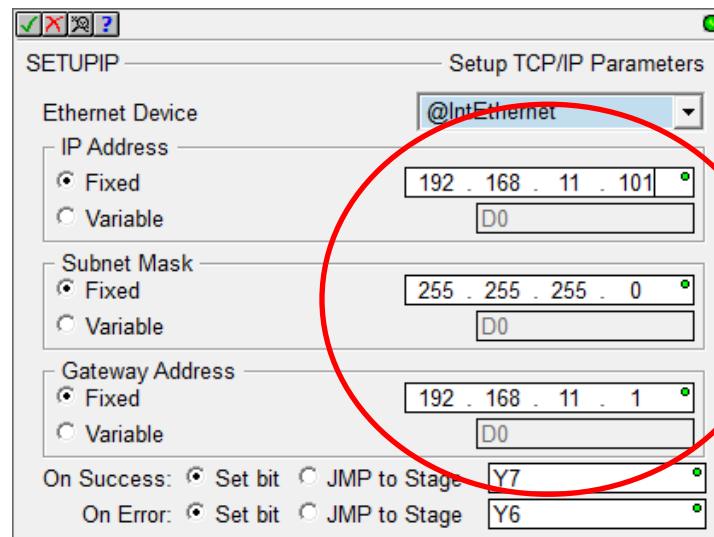 ?
SETUPIP Setup TCP/IP Parameters
Ethernet Device @IntEthernet
IP Address
Fixed 192 . 168 . 11 . 101
Variable D0
Subnet Mask
Fixed 255 . 255 . 255 . 0
Variable D0
Gateway Address
Fixed 192 . 168 . 11 . 1
Variable D0
On Success: Set bit JMP to Stage Y7
On Error: Set bit JMP to Stage Y6